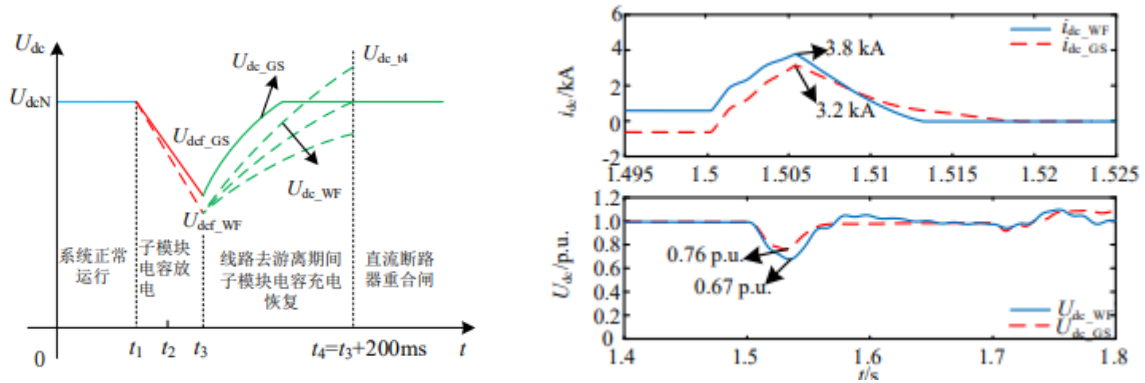 U_dc
U_dcN
U_dc_GS
U_dc_t4
U_dcf_GS
U_dc_WF
U_dcf_WF
系统正常
运行
子模块
电容放
电
线路去游离期间
子模块电容充电
恢复
直流断路
器重合闸
0
t₁
t₂
t₃
t₄=t₃+200ms
t
i_dc/kA
6
4
2
0
-2
3.8 kA
3.2 kA
i_dc_WF
i_dc_GS
1.495
1.5
1.505
1.51
1.515
1.52
1.525
U_dc/p.u.
1.2
1.0
0.8
0.6
0.4
0.2
0
0.76 p.u.
0.67 p.u.
U_dc_WF
U_dc_GS
1.4
1.5
1.6
1.7
1.8
t/s